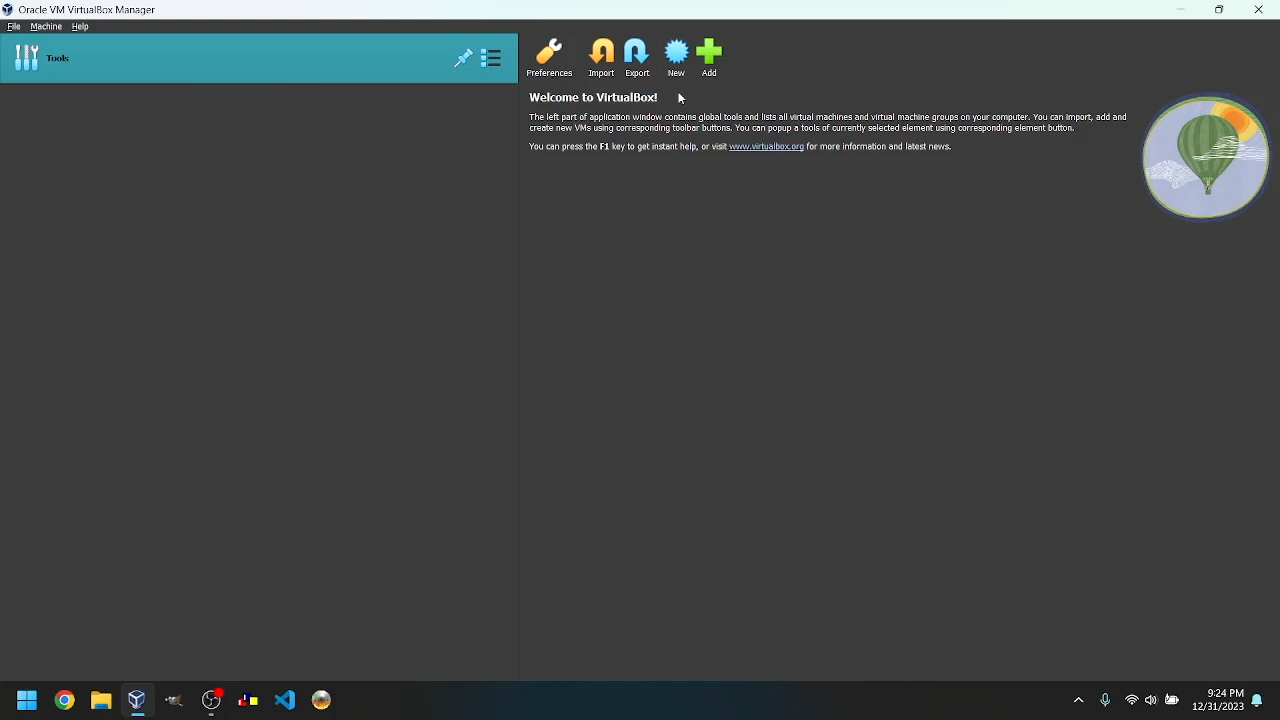 Oracle VM VirtualBox Manager
File Machine Help
Tools
Preferences Import Export New Add
Welcome to VirtualBox!
The left part of application window contains global tools and lists all virtual machines and virtual machine groups on your computer. You can import, add and
create new VMs using corresponding toolbar buttons. You can popup a tools of currently selected element using corresponding element button.
You can press the F1 key to get instant help, or visit www.virtualbox.org for more information and latest news.
9:24 PM
12/31/2023